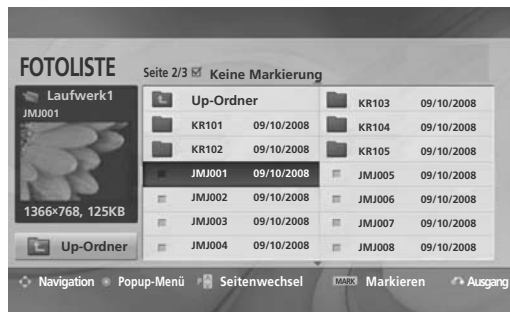 FOTOLISTE
Seite 2/3 Keine Markierung
Laufwerk1
JMJ001
1366×768, 125KB
Up-Ordner
Up-Ordner
KR101 09/10/2008
KR102 09/10/2008
JMJ001 09/10/2008
JMJ002 09/10/2008
JMJ003 09/10/2008
JMJ004 09/10/2008
KR103 09/10/2008
KR104 09/10/2008
KR105 09/10/2008
JMJ005 09/10/2008
JMJ006 09/10/2008
JMJ007 09/10/2008
JMJ008 09/10/2008
Navigation Popup-Menü Seitenwechsel MARK Markieren Ausgang